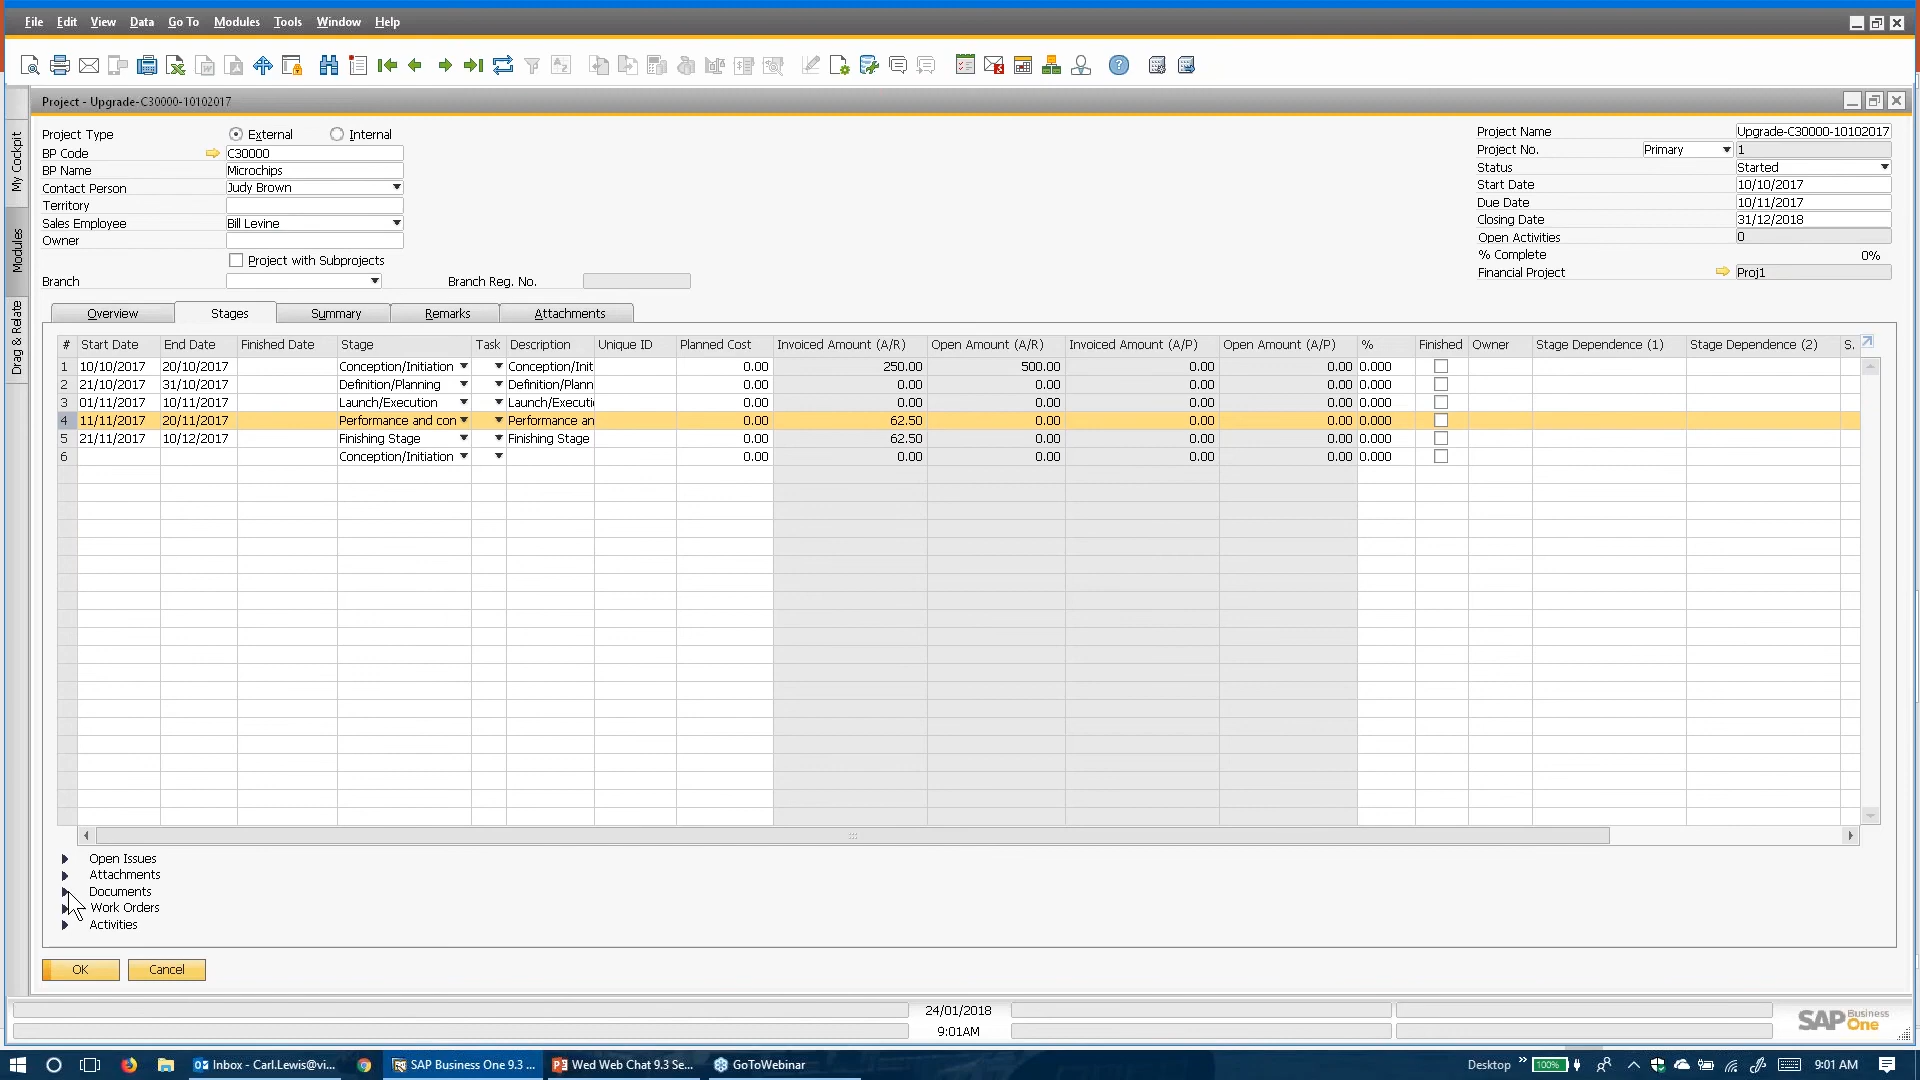 File Edit View Data Go To Modules Tools Window Help
Project - Upgrade-C30000-10102017
My Cockpit
Modules
Drag & Relate
Project Type External Internal
BP Code C30000
BP Name Microchips
Contact Person Judy Brown
Territory
Sales Employee Bill Levine
Owner
Project with Subprojects
Branch Branch Reg. No.
Project Name Upgrade-C30000-10102017
Project No. Primary 1
Status Started
Start Date 10/10/2017
Due Date 10/11/2017
Closing Date 31/12/2018
Open Activities 0
% Complete 0%
Financial Project Proj1
Overview Stages Summary Remarks Attachments
# Start Date End Date Finished Date Stage Task Description Unique ID Planned Cost Invoiced Amount (A/R) Open Amount (A/R) Invoiced Amount (A/P) Open Amount (A/P) % Finished Owner Stage Dependence (1) Stage Dependence (2) S.
1 10/10/2017 20/10/2017 Conception/Initiation Conception/Init 0.00 250.00 500.00 0.00 0.00 0.000
2 21/10/2017 31/10/2017 Definition/Planning Definition/Plann 0.00 0.00 0.00 0.00 0.00 0.000
3 01/11/2017 10/11/2017 Launch/Execution Launch/Executi 0.00 0.00 0.00 0.00 0.00 0.000
4 11/11/2017 20/11/2017 Performance and con Performance an 0.00 62.50 0.00 0.00 0.00 0.000
5 21/11/2017 10/12/2017 Finishing Stage Finishing Stage 0.00 62.50 0.00 0.00 0.00 0.000
6 Conception/Initiation 0.00 0.00 0.00 0.00 0.00 0.000
Open Issues
Attachments
Documents
Work Orders
Activities
OK Cancel
24/01/2018
9:01AM
SAP Business One
Inbox - Carl.Lewis@vi... SAP Business One 9.3 ... Wed Web Chat 9.3 Se... GoToWebinar Desktop 100% 9:01 AM